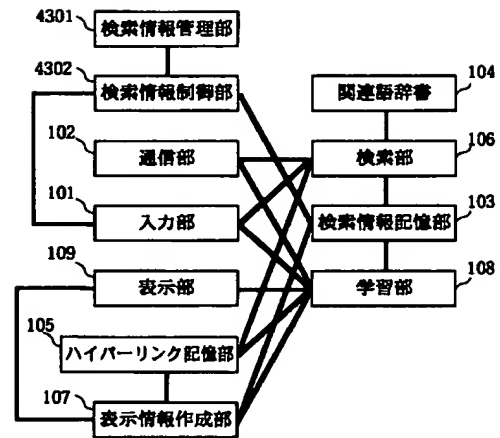 4301
検索情報管理部
4302
検索情報制御部
104
関連語辞書
102
通信部
106
検索部
101
入力部
103
検索情報記憶部
109
表示部
108
学習部
105
ハイパーリンク記憶部
107
表示情報作成部